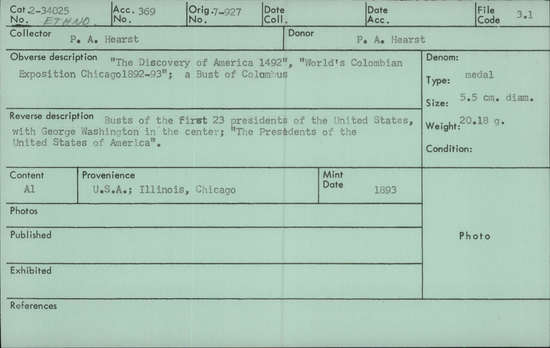 Cat. No. 2-34025 ETHNO. Acc. No. 369 Orig. No. 7-927 Date Coll. Date Acc. File Code 3.1
Collector P. A. Hearst Donor P. A. Hearst
Obverse description "The Discovery of America 1492", "World's Colombian
Exposition Chicago1892-93"; a Bust of Columbus
Denom:
Type: medal
Size: 5.5 cm. diam.
Weight: 20.18 g.
Condition:
Reverse description Busts of the first 23 presidents of the United States,
with George Washington in the center; "The Presedents of the
United States of America".
Content Al Provenience U.S.A.; Illinois, Chicago Mint Date 1893
Photos
Published
Photo
Exhibited
References